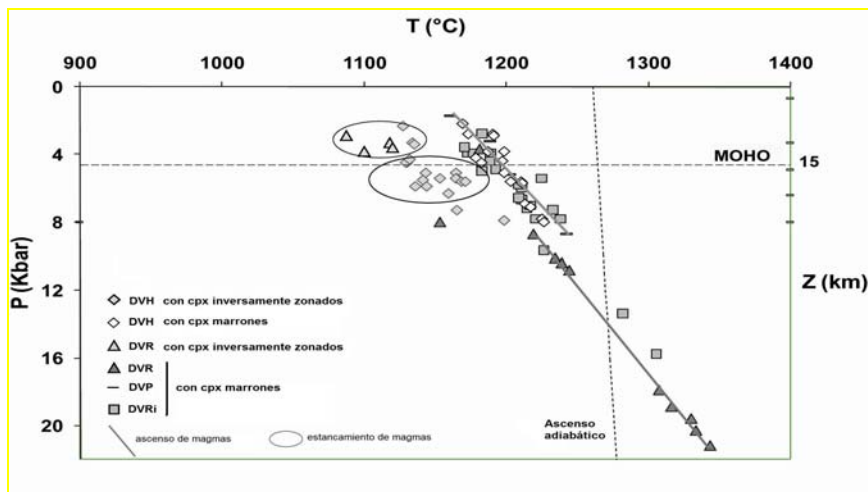 T (°C)
900 1000 1100 1200 1300 1400
0
4
8
12
16
20
P (Kbar)
MOHO
15
Z (km)
DVH con cpx inversamente zonados
DVH con cpx marrones
DVR con cpx inversamente zonados
DVR
DVP con cpx marrones
DVRi
ascenso de magmas
estancamiento de magmas
Ascenso
adiabático